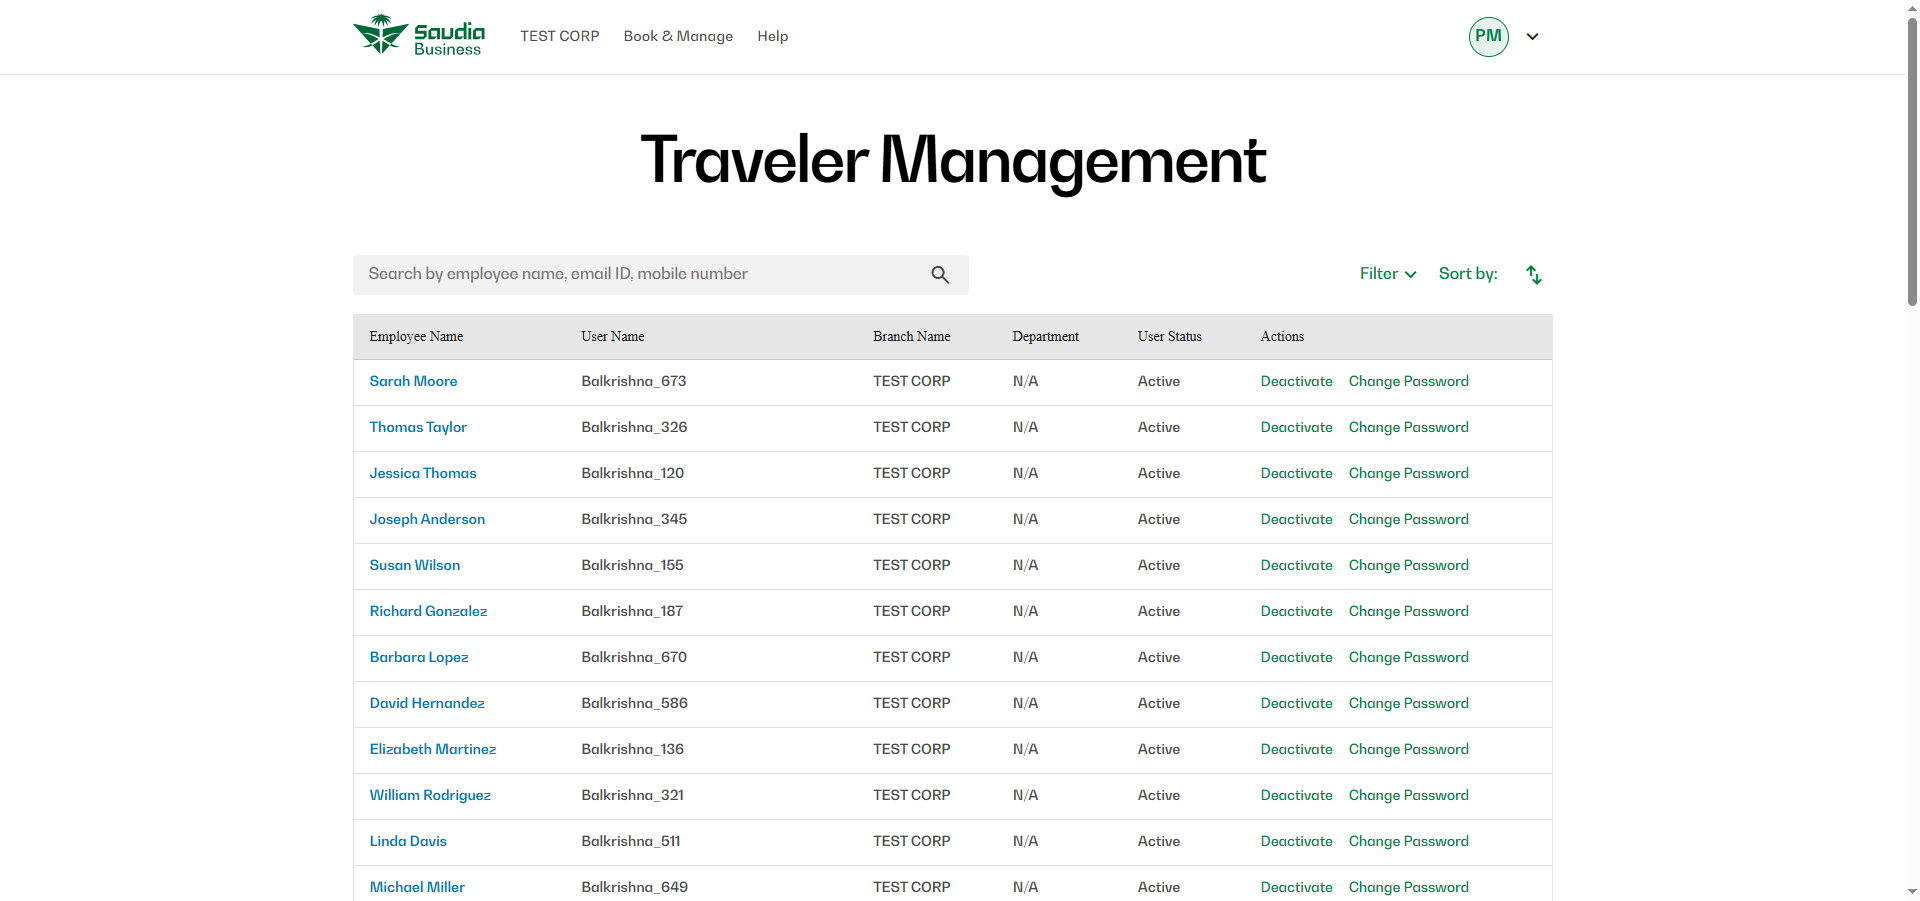 Saudia Business TEST CORP Book & Manage Help PM
Traveler Management
Search by employee name, email ID, mobile number Filter Sort by:
Employee Name User Name Branch Name Department User Status Actions
Sarah Moore Balkrishna_673 TEST CORP N/A Active Deactivate Change Password
Thomas Taylor Balkrishna_326 TEST CORP N/A Active Deactivate Change Password
Jessica Thomas Balkrishna_120 TEST CORP N/A Active Deactivate Change Password
Joseph Anderson Balkrishna_345 TEST CORP N/A Active Deactivate Change Password
Susan Wilson Balkrishna_155 TEST CORP N/A Active Deactivate Change Password
Richard Gonzalez Balkrishna_187 TEST CORP N/A Active Deactivate Change Password
Barbara Lopez Balkrishna_670 TEST CORP N/A Active Deactivate Change Password
David Hernandez Balkrishna_586 TEST CORP N/A Active Deactivate Change Password
Elizabeth Martinez Balkrishna_136 TEST CORP N/A Active Deactivate Change Password
William Rodriguez Balkrishna_321 TEST CORP N/A Active Deactivate Change Password
Linda Davis Balkrishna_511 TEST CORP N/A Active Deactivate Change Password
Michael Miller Balkrishna_649 TEST CORP N/A Active Deactivate Change Password